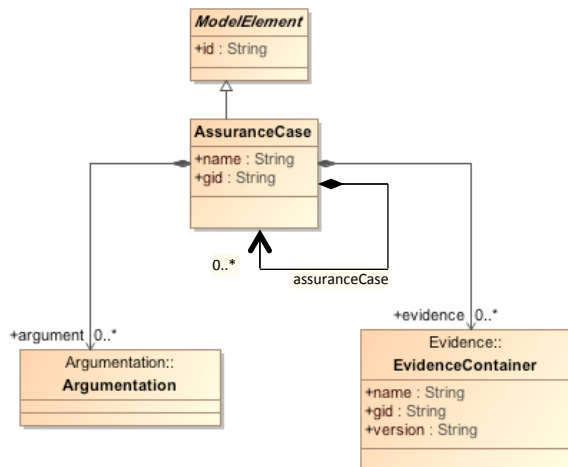 ModelElement
+id : String
AssuranceCase
+name : String
+gid : String
0..*
assuranceCase
+argument 0..*
+evidence 0..*
Argumentation::
Argumentation
Evidence::
EvidenceContainer
+name : String
+gid : String
+version : String